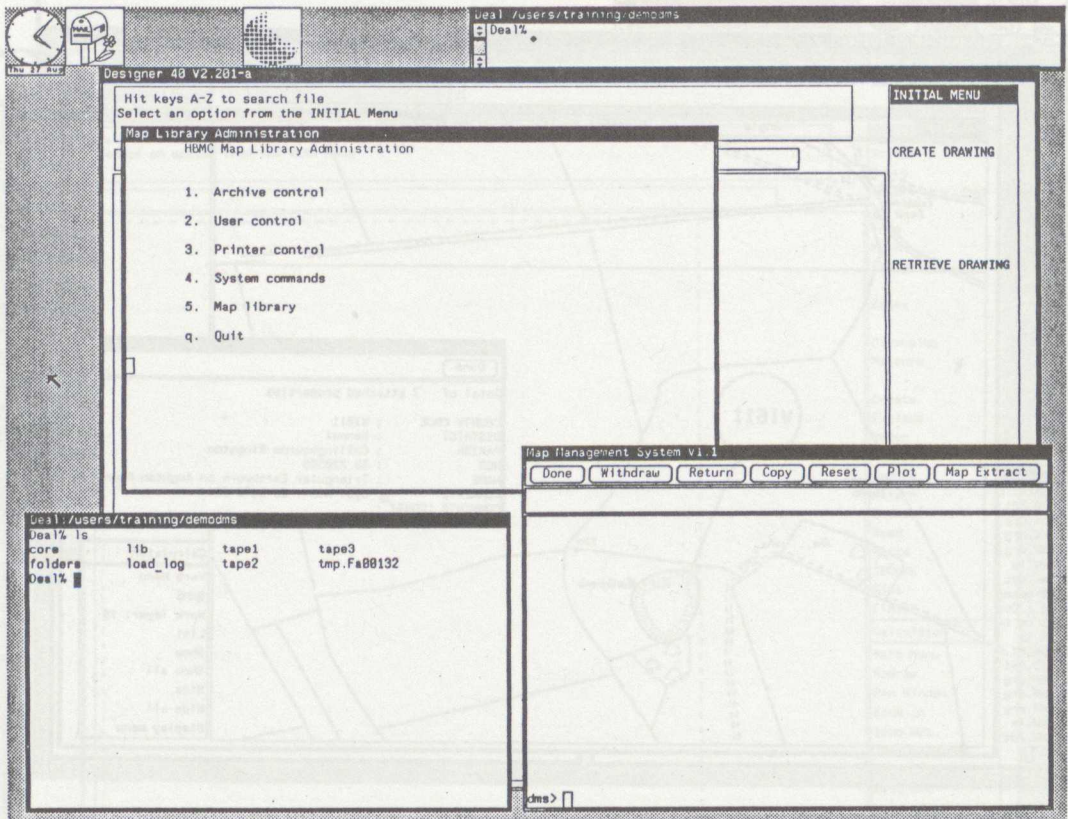 MAIL
Thu 27 Aug
Deal /users/training/demodms
Deal%
Designer 40 V2.201-a
Hit keys A-Z to search file
Select an option from the INITIAL Menu
INITIAL MENU
CREATE DRAWING
RETRIEVE DRAWING
Map Library Administration
HBMC Map Library Administration
1. Archive control
2. User control
3. Printer control
4. System commands
5. Map library
q. Quit
Map Management System V1.1
Done Withdraw Return Copy Reset Plot Map Extract
dms>
Deal:/users/training/demodms
Deal% ls
core lib tape1 tape3
folders load_log tape2 tmp.Fa00132
Deal%